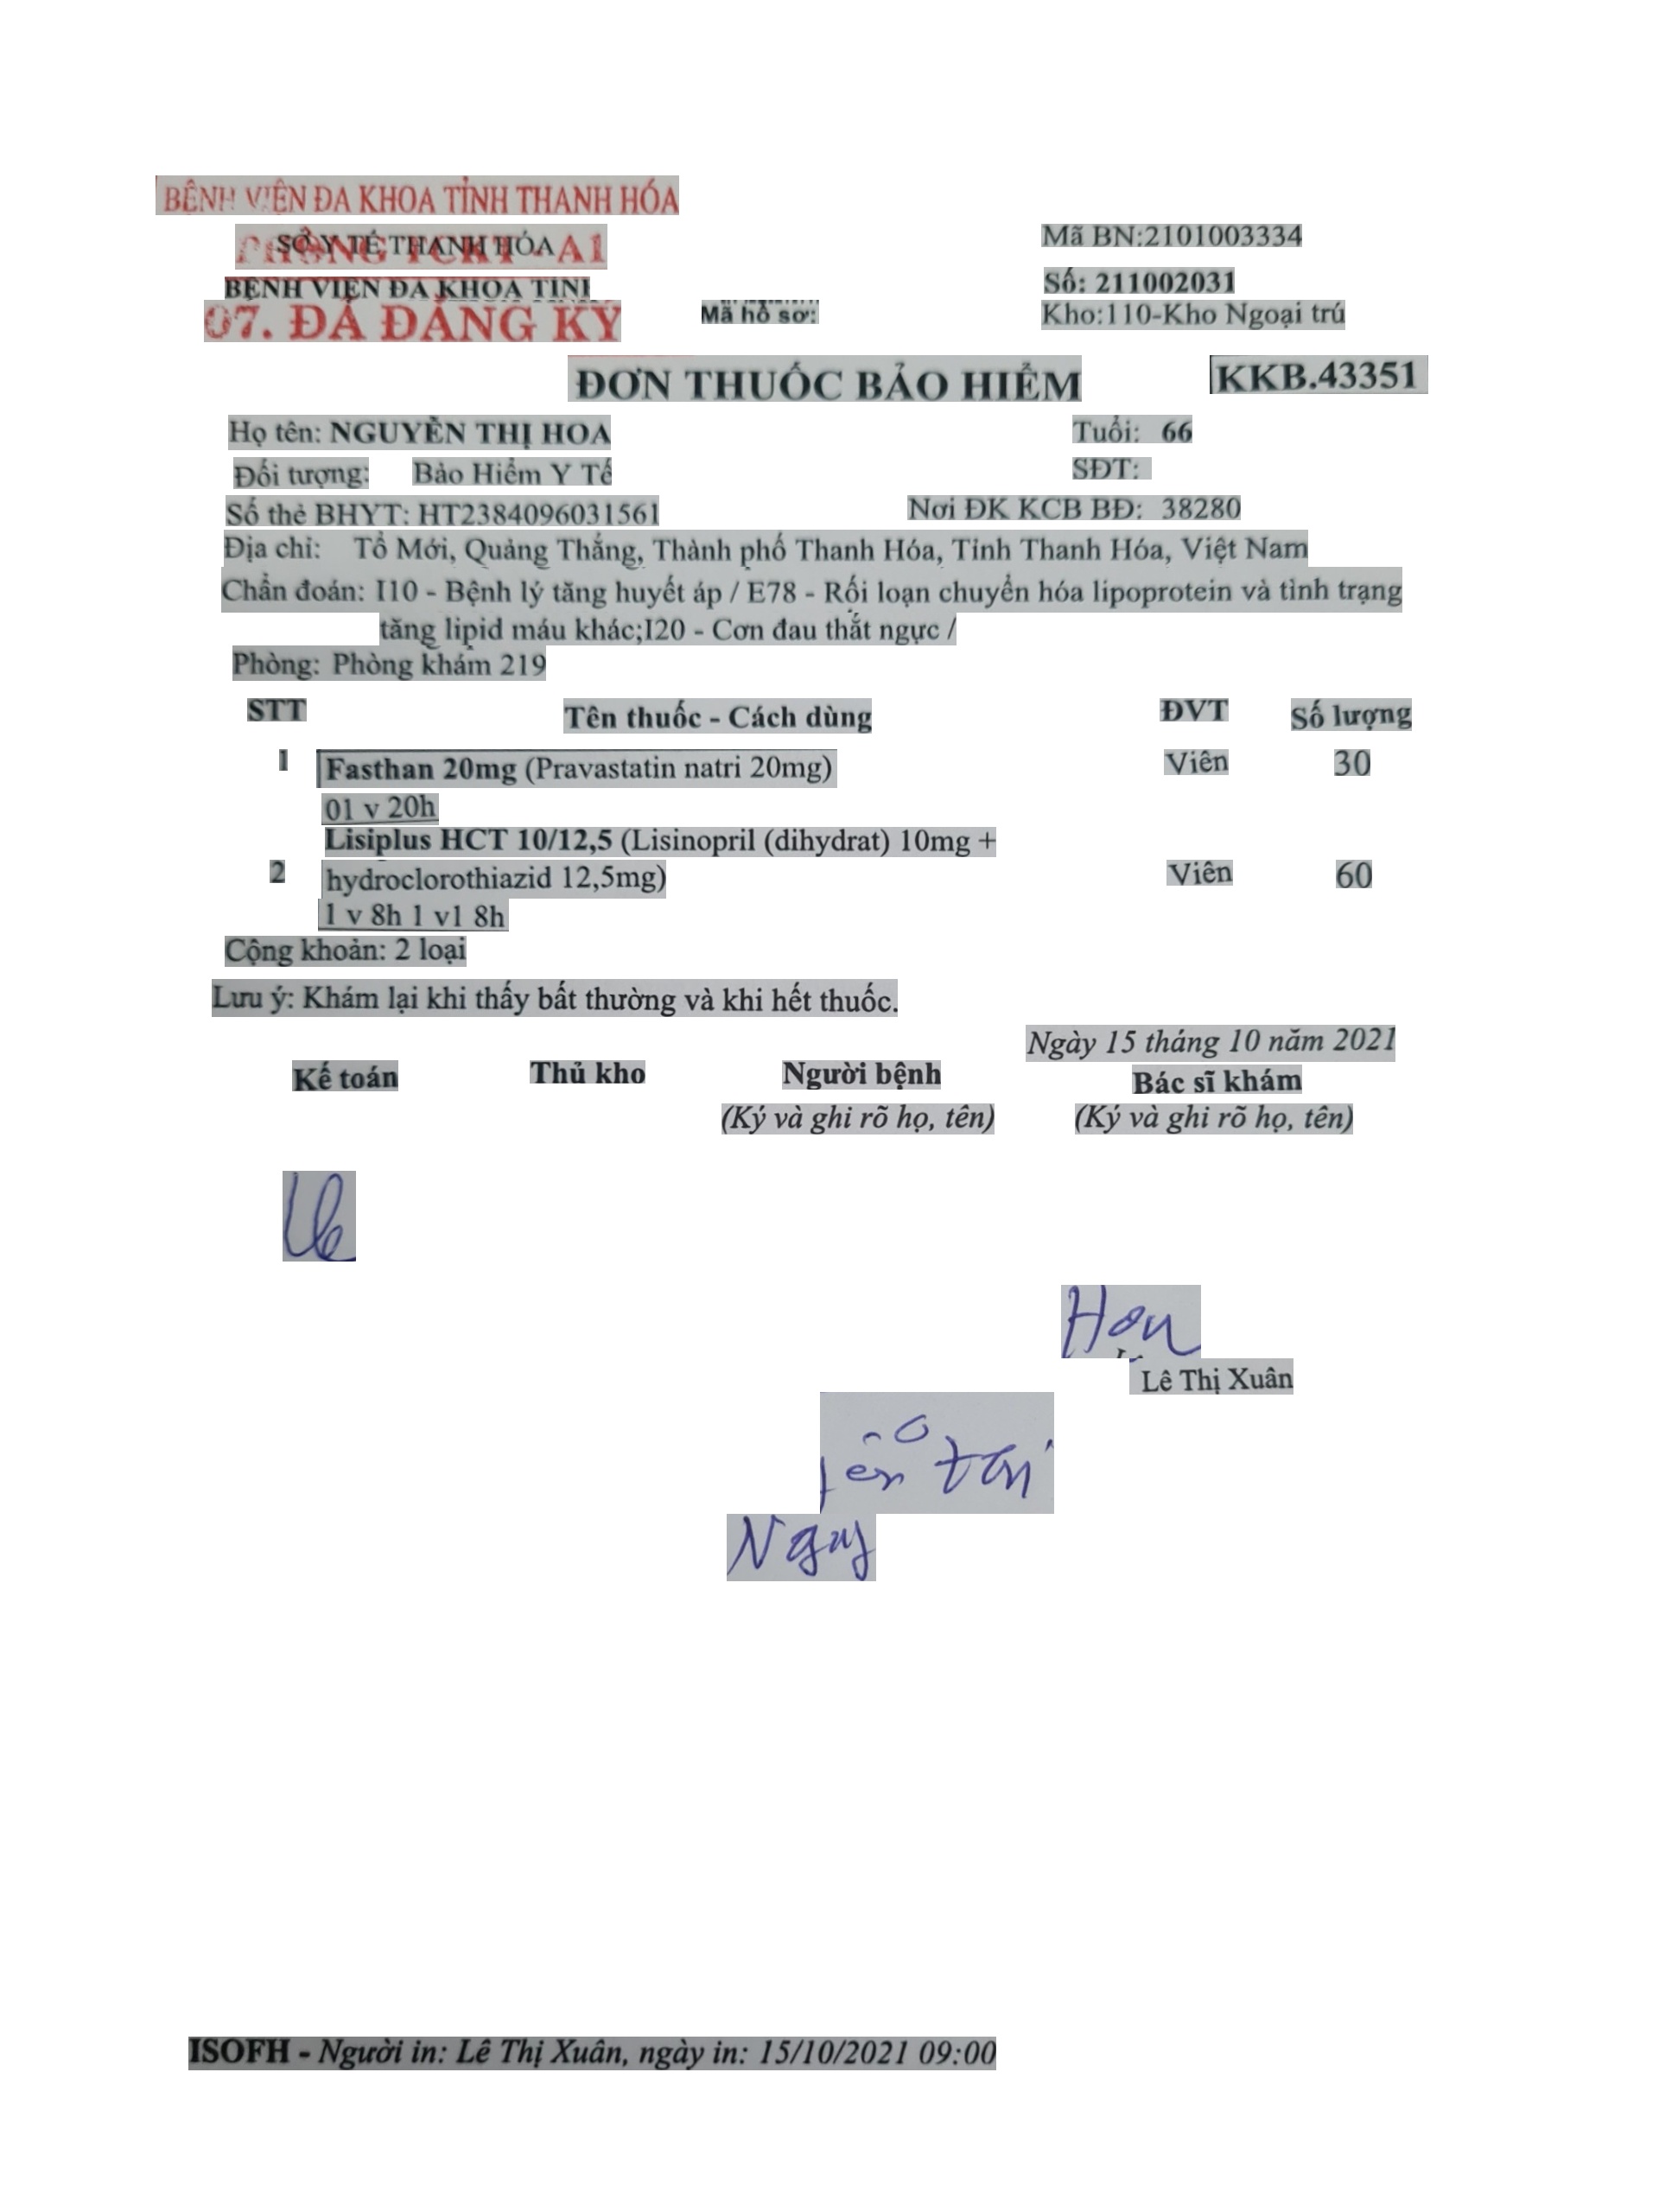 BỆNH VIỆN ĐA KHOA TỈNH THANH HÓA
SỞ Y TẾ THANH HÓA
PHÒNG TCKT - A1
Mã BN:2101003334
BỆNH VIỆN ĐA KHOA TỈNH
Số: 211002031
07. ĐÃ ĐĂNG KÝ
Mã hồ sơ:
Kho:110-Kho Ngoại trú
ĐƠN THUỐC BẢO HIỂM
KKB.43351
Họ tên: NGUYỄN THỊ HOA Tuổi: 66
Đối tượng: Bảo Hiểm Y Tế SĐT:
Số thẻ BHYT: HT2384096031561 Nơi ĐK KCB BĐ: 38280
Địa chỉ: Tổ Mới, Quảng Thắng, Thành phố Thanh Hóa, Tỉnh Thanh Hóa, Việt Nam
Chẩn đoán: I10 - Bệnh lý tăng huyết áp / E78 - Rối loạn chuyển hóa lipoprotein và tình trạng
tăng lipid máu khác;I20 - Cơn đau thắt ngực /
Phòng: Phòng khám 219
STT Tên thuốc - Cách dùng ĐVT Số lượng
1 Fasthan 20mg (Pravastatin natri 20mg) Viên 30
01 v 20h
Lisiplus HCT 10/12,5 (Lisinopril (dihydrat) 10mg +
2 hydroclorothiazid 12,5mg) Viên 60
1 v 8h 1 v1 8h
Cộng khoản: 2 loại
Lưu ý: Khám lại khi thấy bất thường và khi hết thuốc.
Ngày 15 tháng 10 năm 2021
Kế toán Thủ kho Người bệnh Bác sĩ khám
(Ký và ghi rõ họ, tên) (Ký và ghi rõ họ, tên)
Lê Thị Xuân
Nguy
ISOFH - Người in: Lê Thị Xuân, ngày in: 15/10/2021 09:00